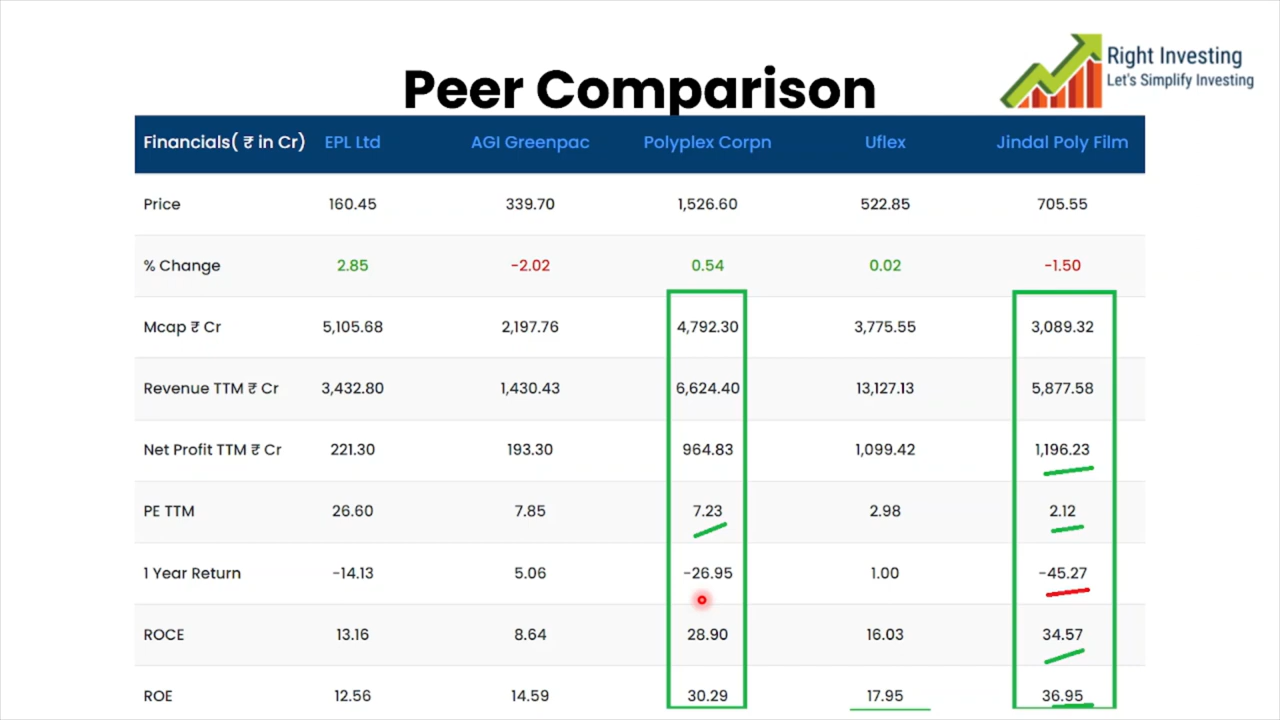 Right Investing
Let's Simplify Investing
Peer Comparison
Financials( ₹ in Cr) EPL Ltd AGI Greenpac Polyplex Corpn Uflex Jindal Poly Film
Price 160.45 339.70 1,526.60 522.85 705.55
% Change 2.85 -2.02 0.54 0.02 -1.50
Mcap ₹ Cr 5,105.68 2,197.76 4,792.30 3,775.55 3,089.32
Revenue TTM ₹ Cr 3,432.80 1,430.43 6,624.40 13,127.13 5,877.58
Net Profit TTM ₹ Cr 221.30 193.30 964.83 1,099.42 1,196.23
PE TTM 26.60 7.85 7.23 2.98 2.12
1 Year Return -14.13 5.06 -26.95 1.00 -45.27
ROCE 13.16 8.64 28.90 16.03 34.57
ROE 12.56 14.59 30.29 17.95 36.95